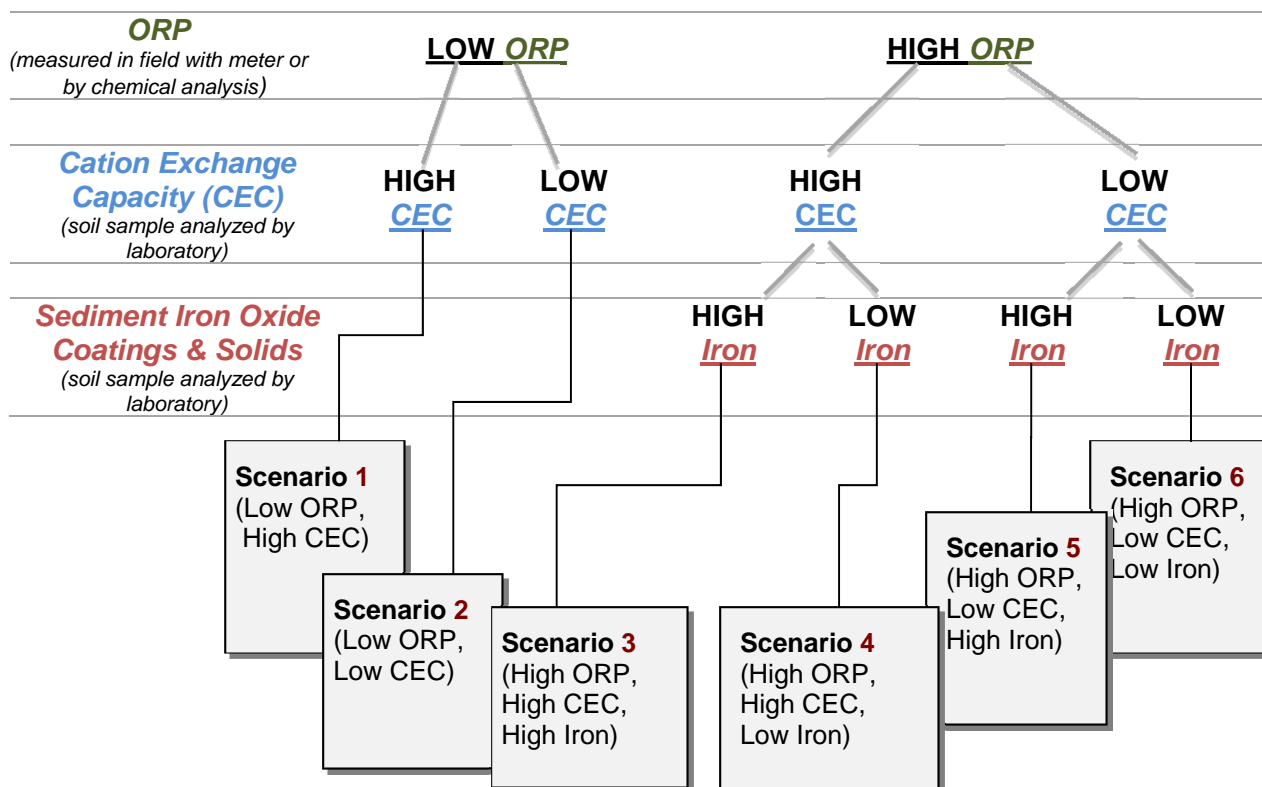 ORP
(measured in field with meter or
by chemical analysis)
LOW ORP
HIGH ORP
Cation Exchange
Capacity (CEC)
(soil sample analyzed by
laboratory)
HIGH
CEC
LOW
CEC
HIGH
CEC
LOW
CEC
Sediment Iron Oxide
Coatings & Solids
(soil sample analyzed by
laboratory)
HIGH
Iron
LOW
Iron
HIGH
Iron
LOW
Iron
Scenario 1
(Low ORP,
High CEC)
Scenario 2
(Low ORP,
Low CEC)
Scenario 3
(High ORP,
High CEC,
High Iron)
Scenario 4
(High ORP,
High CEC,
Low Iron)
Scenario 5
(High ORP,
Low CEC,
High Iron)
Scenario 6
(High ORP,
Low CEC,
Low Iron)